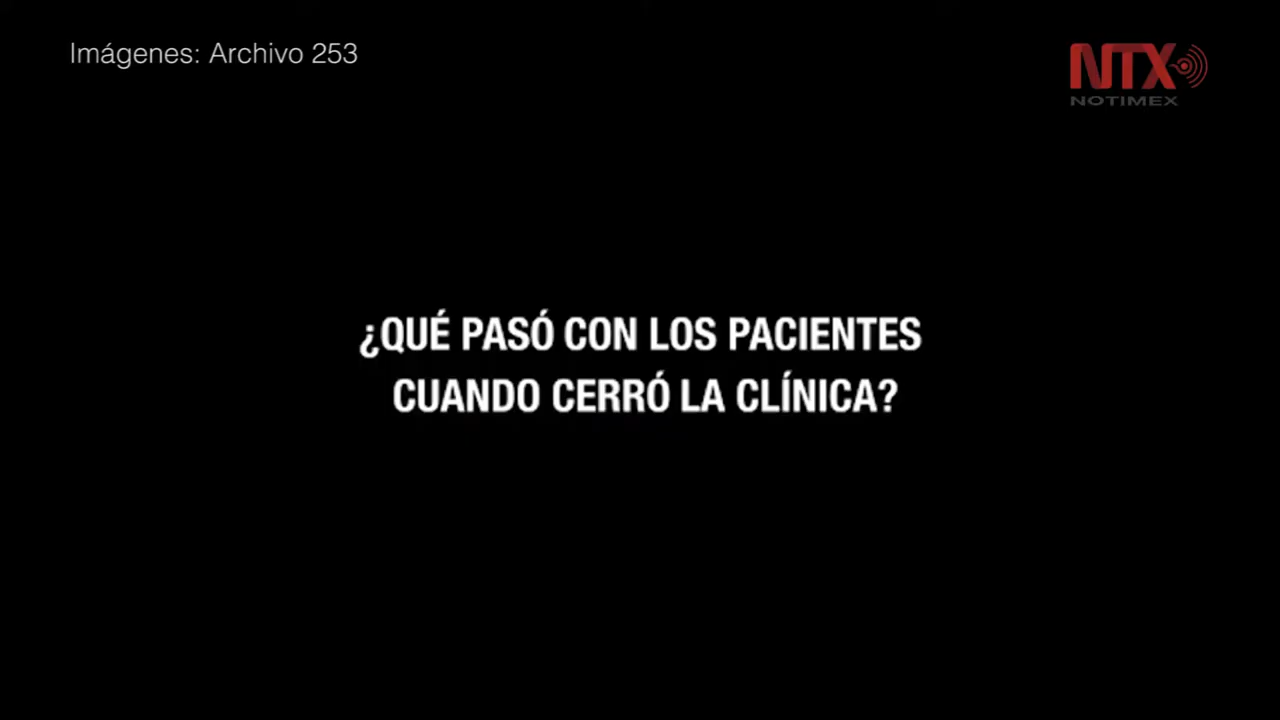 Imágenes: Archivo 253
NTX
NOTIMEX
¿QUÉ PASÓ CON LOS PACIENTES
CUANDO CERRÓ LA CLÍNICA?